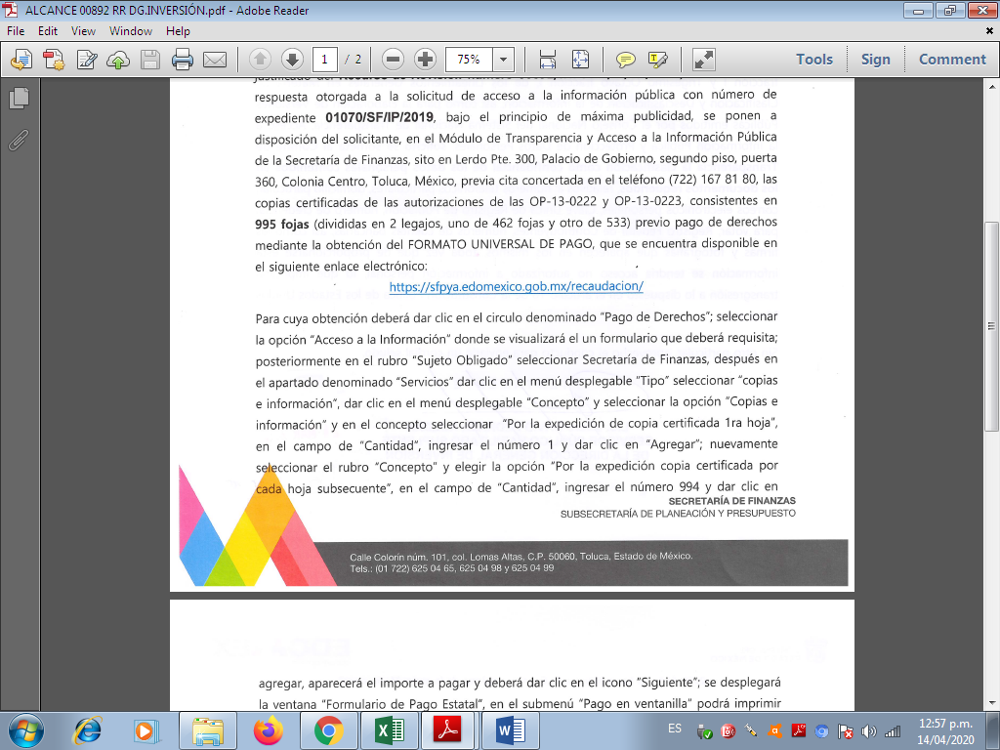 ALCANCE 00892 RR DG.INVERSIÓN.pdf - Adobe Reader
File Edit View Window Help
1 / 2 75% Tools Sign Comment
respuesta otorgada a la solicitud de acceso a la información pública con número de
expediente 01070/SF/IP/2019, bajo el principio de máxima publicidad, se ponen a
disposición del solicitante, en el Módulo de Transparencia y Acceso a la Información Pública
de la Secretaría de Finanzas, sito en Lerdo Pte. 300, Palacio de Gobierno, segundo piso, puerta
360, Colonia Centro, Toluca, México, previa cita concertada en el teléfono (722) 167 81 80, las
copias certificadas de las autorizaciones de las OP-13-0222 y OP-13-0223, consistentes en
995 fojas (divididas en 2 legajos, uno de 462 fojas y otro de 533) previo pago de derechos
mediante la obtención del FORMATO UNIVERSAL DE PAGO, que se encuentra disponible en
el siguiente enlace electrónico:
https://sfpya.edomexico.gob.mx/recaudacion/
Para cuya obtención deberá dar clic en el circulo denominado "Pago de Derechos"; seleccionar
la opción "Acceso a la Información" donde se visualizará el un formulario que deberá requisita;
posteriormente en el rubro "Sujeto Obligado" seleccionar Secretaría de Finanzas, después en
el apartado denominado "Servicios" dar clic en el menú desplegable "Tipo" seleccionar "copias
e información", dar clic en el menú desplegable "Concepto" y seleccionar la opción "Copias e
información" y en el concepto seleccionar "Por la expedición de copia certificada 1ra hoja",
en el campo de "Cantidad", ingresar el número 1 y dar clic en "Agregar"; nuevamente
seleccionar el rubro "Concepto" y elegir la opción "Por la expedición copia certificada por
cada hoja subsecuente", en el campo de "Cantidad", ingresar el número 994 y dar clic en
SECRETARÍA DE FINANZAS
SUBSECRETARÍA DE PLANEACIÓN Y PRESUPUESTO
Calle Colorín núm. 101, col. Lomas Altas, C.P. 50060, Toluca, Estado de México.
Tels.: (01 722) 625 04 65, 625 04 98 y 625 04 99
agregar, aparecerá el importe a pagar y deberá dar clic en el icono "Siguiente"; se desplegará
la ventana "Formulario de Pago Estatal", en el submenú "Pago en ventanilla" podrá imprimir
ES 12:57 p.m.
14/04/2020